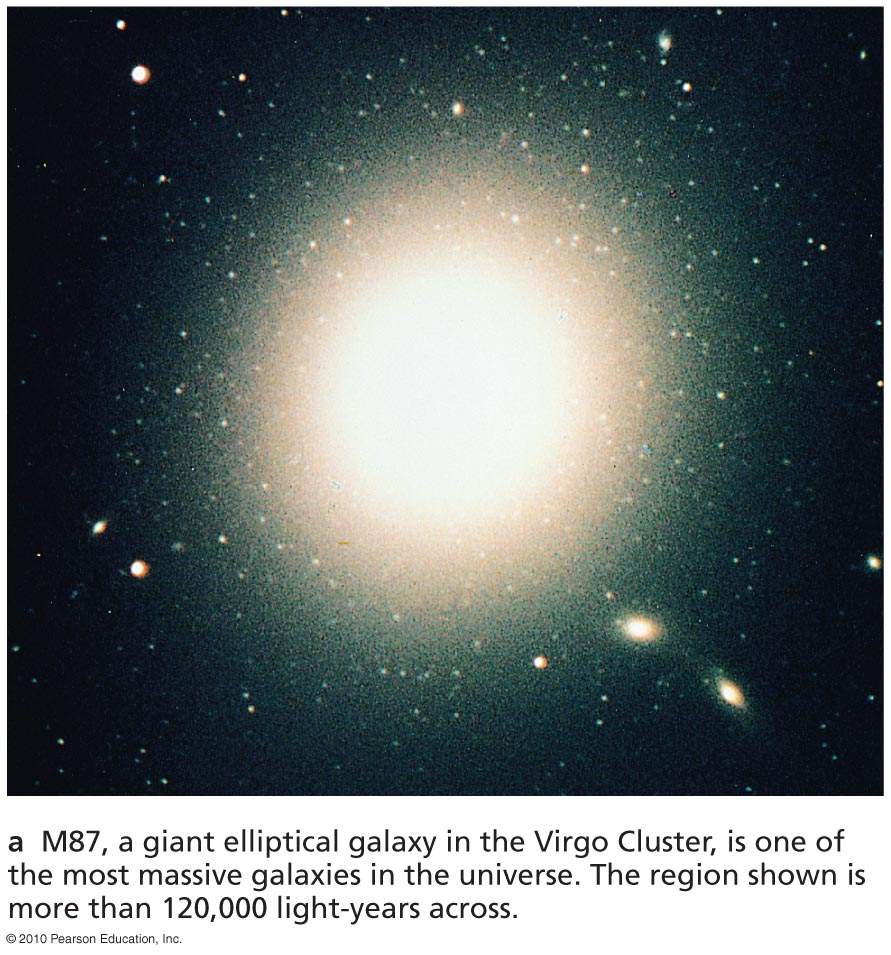 a M87, a giant elliptical galaxy in the Virgo Cluster, is one of
the most massive galaxies in the universe. The region shown is
more than 120,000 light-years across.
© 2010 Pearson Education, Inc.